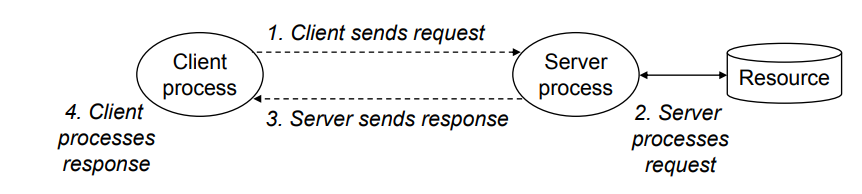 1. Client sends request
Client
process
Server
process
Resource
3. Server sends response
4. Client
processes
response
2. Server
processes
request